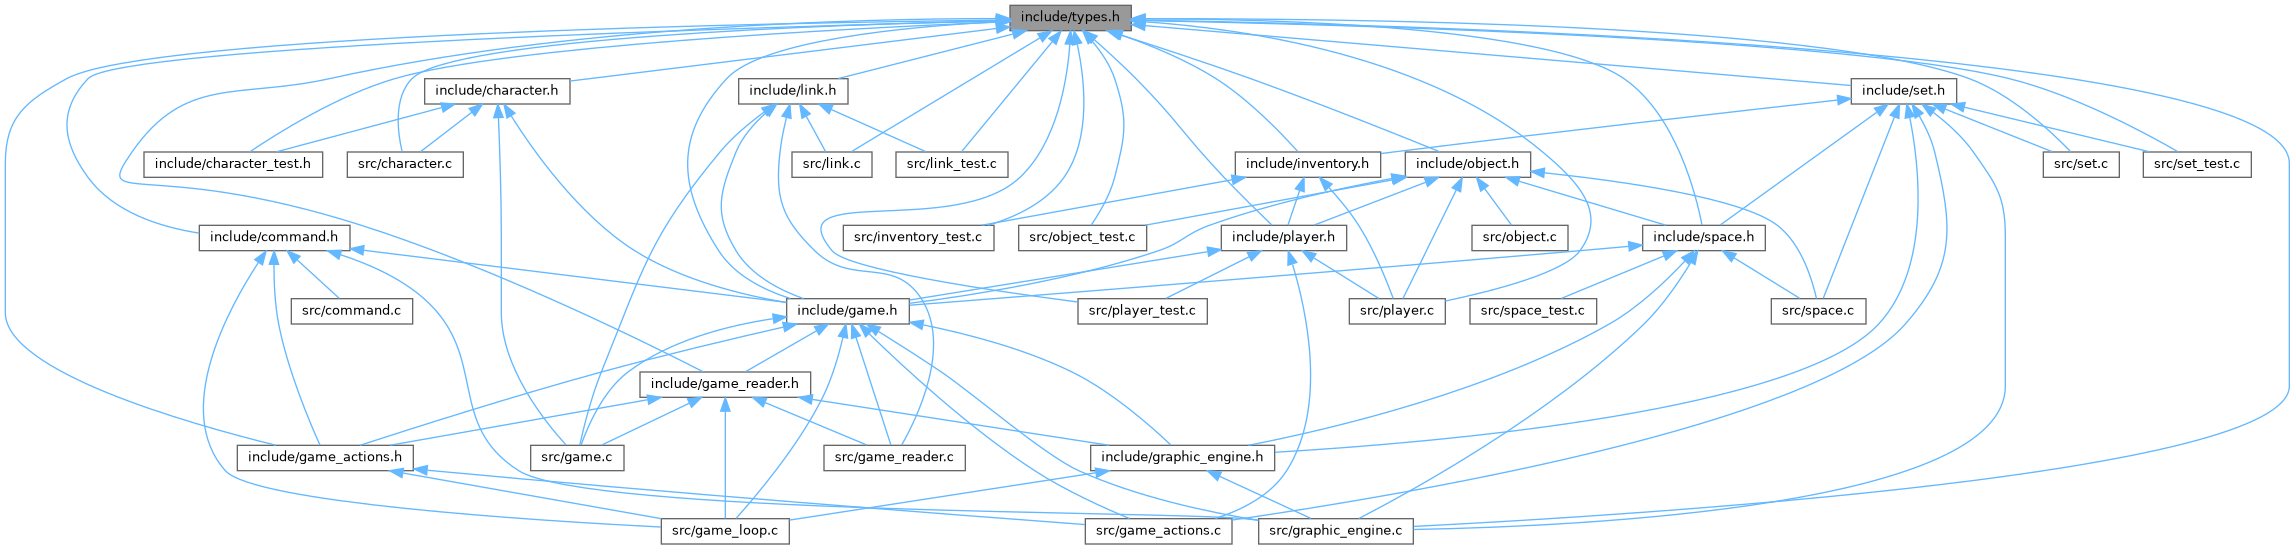 include/types.h
include/character.h
include/link.h
include/set.h
include/character_test.h
src/character.c
src/link.c
src/link_test.c
include/inventory.h
include/object.h
src/set.c
src/set_test.c
include/command.h
src/inventory_test.c
src/object_test.c
include/player.h
src/object.c
include/space.h
src/command.c
include/game.h
src/player_test.c
src/player.c
src/space_test.c
src/space.c
include/game_reader.h
include/game_actions.h
src/game.c
src/game_reader.c
include/graphic_engine.h
src/game_loop.c
src/game_actions.c
src/graphic_engine.c